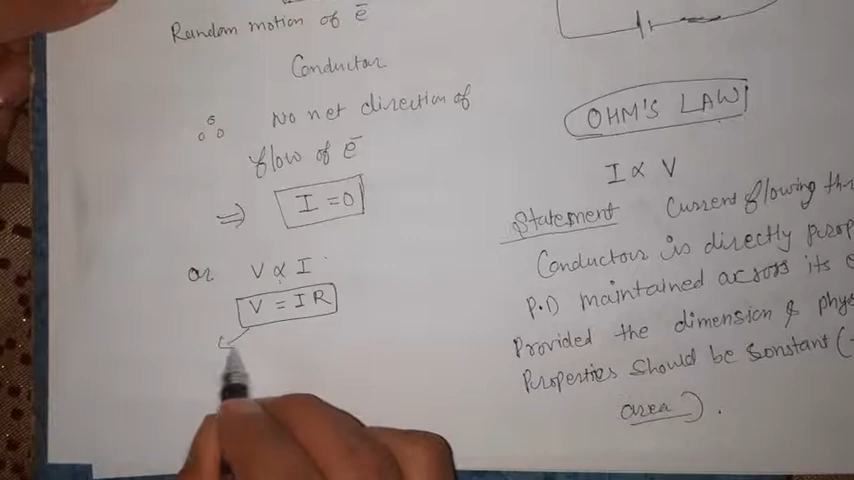 Random motion of e̅
Conductor
∴ No net direction of
flow of e̅
⇒ I = 0
or V ∝ I
V = IR
OHM'S LAW
I ∝ V
Statement Current flowing
Conductor is directly
P.D maintained across its
Provided the dimension &
Properties should be constant (
area).